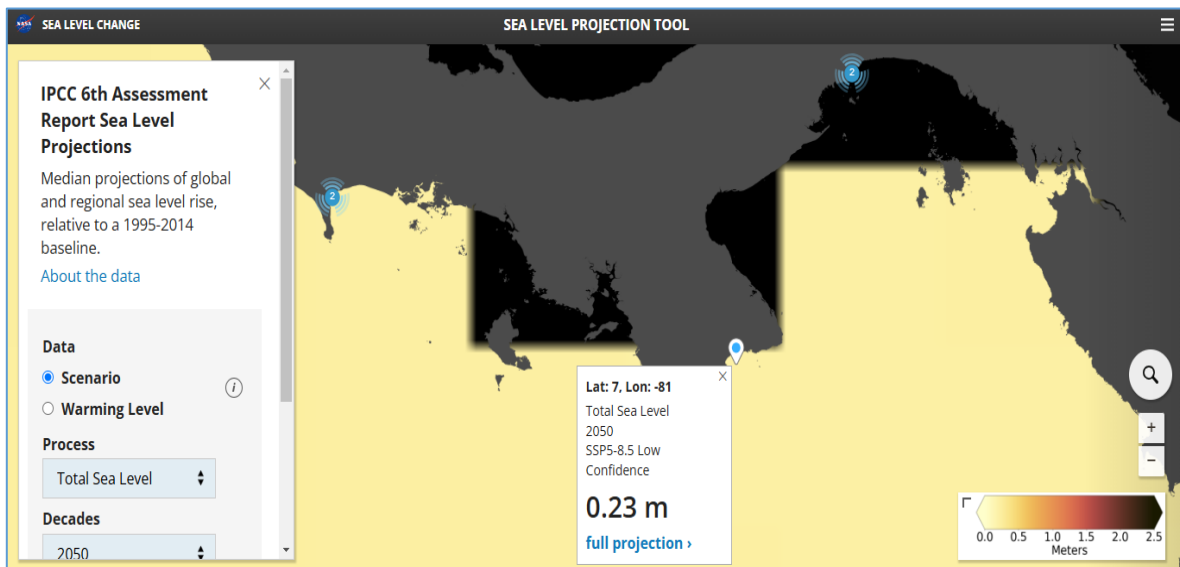 NASA
SEA LEVEL CHANGE
SEA LEVEL PROJECTION TOOL
IPCC 6th Assessment
Report Sea Level
Projections
Median projections of global
and regional sea level rise,
relative to a 1995-2014
baseline.
About the data
Data
Scenario
i
Warming Level
Process
Total Sea Level
Decades
2050
2
2
Lat: 7, Lon: -81
Total Sea Level
2050
SSP5-8.5 Low
Confidence
0.23 m
full projection ›
+
−
0.0 0.5 1.0 1.5 2.0 2.5
Meters